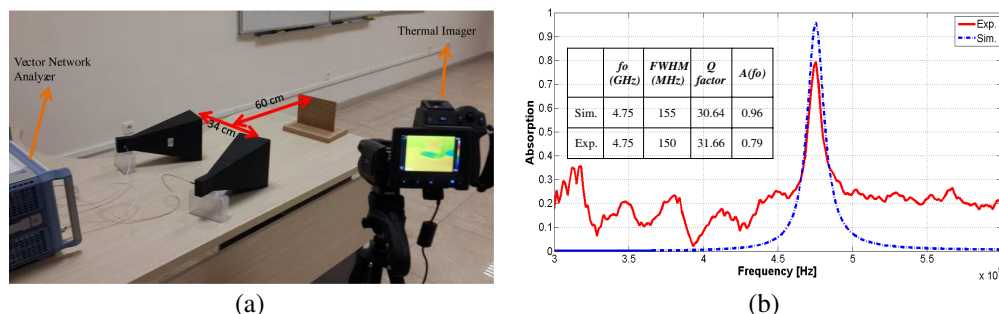 Vector Network
Analyzer
Thermal Imager
60 cm
34 cm
(a)
Absorption
1
0.9
0.8
0.7
0.6
0.5
0.4
0.3
0.2
0.1
0
Exp.
Sim.
fo (GHz) FWHM (MHz) Q factor A(fo)
Sim. 4.75 155 30.64 0.96
Exp. 4.75 150 31.66 0.79
3 3.5 4 4.5 5 5.5
Frequency [Hz]
(b)